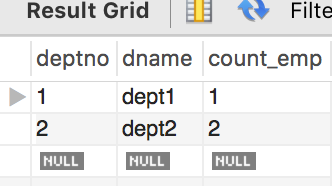 Result Grid Filte
deptno dname count_emp
1 dept1 1
2 dept2 2
NULL NULL NULL